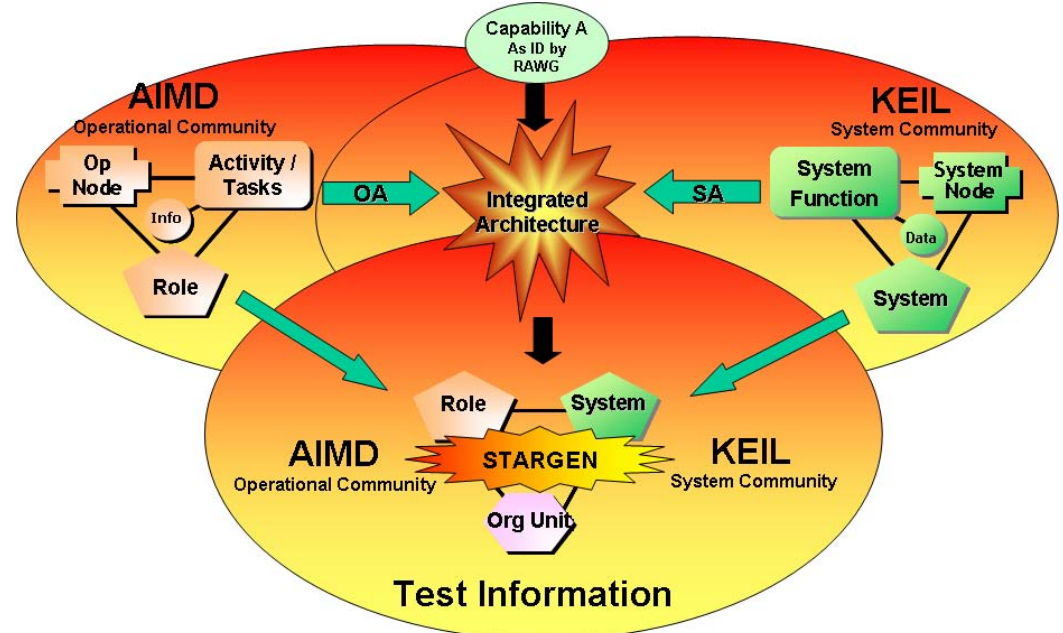 Capability A
As ID by
RAWG
AIMD
Operational Community
Op
Node
Activity /
Tasks
Info
Role
OA
Integrated
Architecture
SA
KEIL
System Community
System
Function
System
Node
Data
System
Role
System
AIMD
Operational Community
STARGEN
KEIL
System Community
Org Unit
Test Information